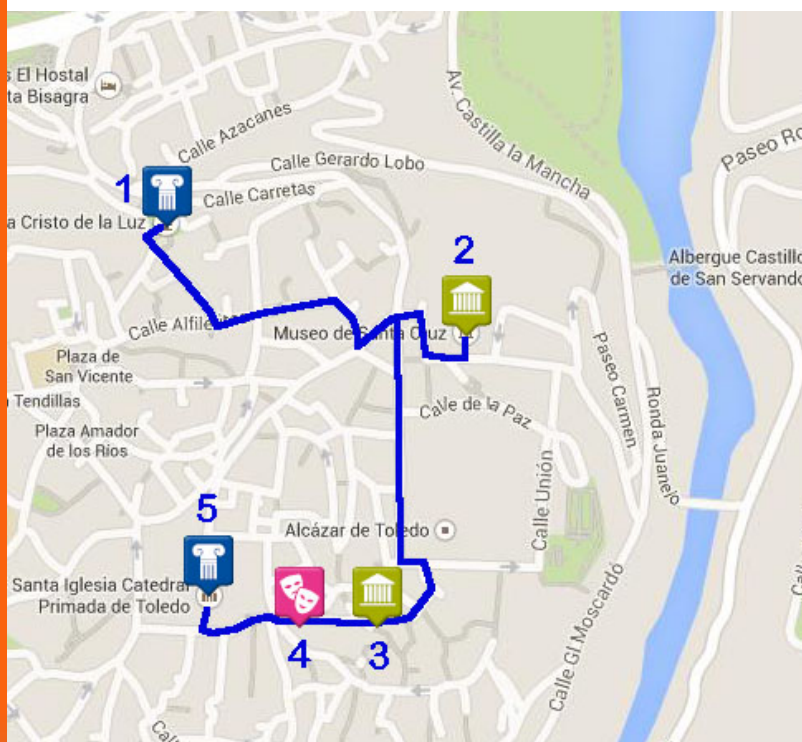 s El Hostal
ta Bisagra
Calle Azacanes
Av. Castilla la Mancha
Paseo Ro
1
Calle Gerardo Lobo
Calle Carretas
a Cristo de la Luz
2
Albergue Castillo
de San Servando
Calle Alfile
Museo de Santa Cruz
Plaza de
San Vicente
Paseo Carmen
Ronda Juanelo
n Tendillas
Calle de la Paz
Plaza Amador
de los Ríos
Calle Unión
5
Alcázar de Toledo
Santa Iglesia Catedral
Primada de Toledo
Calle Gl Moscardó
4
3
Call
Ca